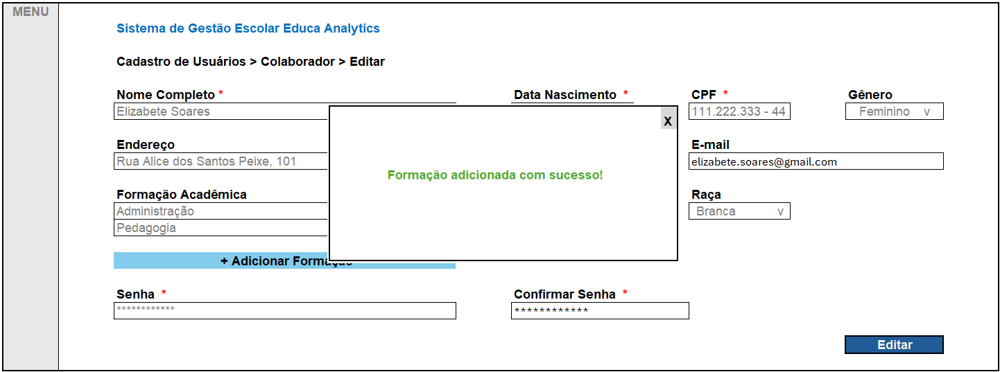 MENU
Sistema de Gestão Escolar Educa Analytics
Cadastro de Usuários > Colaborador > Editar
Nome Completo * Data Nascimento * CPF * Gênero
Elizabete Soares 111.222.333 - 44 Feminino v
X
Endereço E-mail
Rua Alice dos Santos Peixe, 101 elizabete.soares@gmail.com
Formação adicionada com sucesso!
Formação Acadêmica Raça
Administração Branca v
Pedagogia
+ Adicionar Formação
Senha * Confirmar Senha *
************ ************
Editar